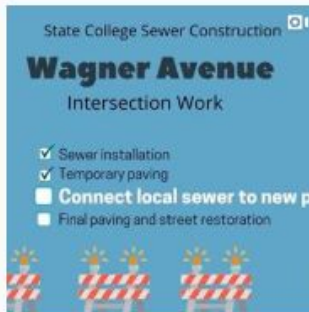 State College Sewer Construction
Wagner Avenue
Intersection Work
Sewer installation
Temporary paving
Connect local sewer to new
Final paving and street restoration